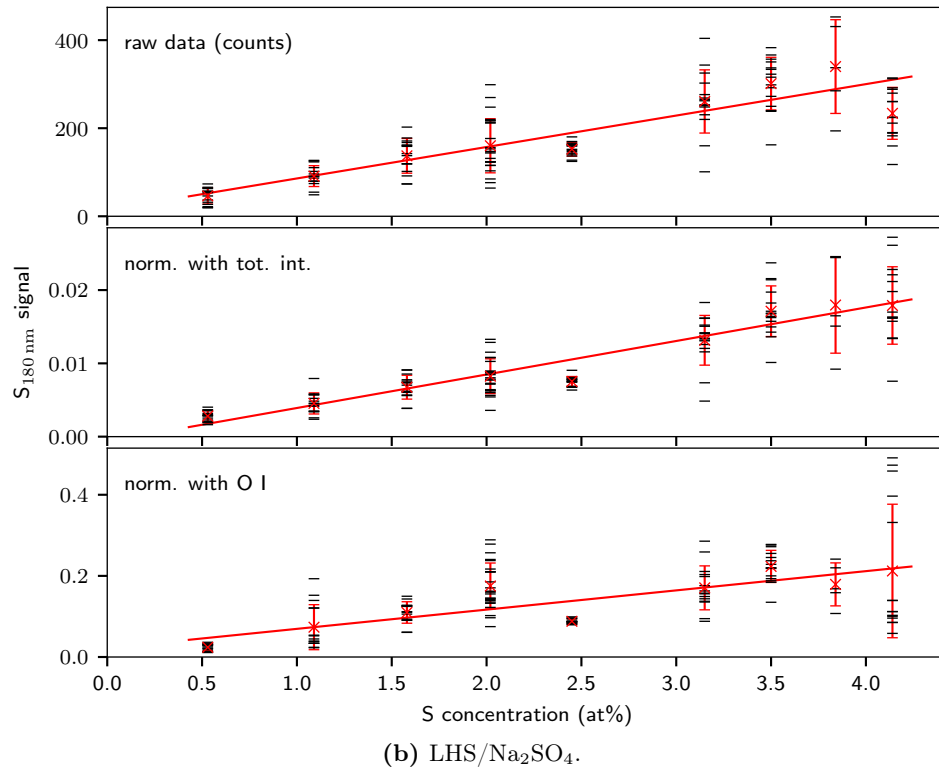 raw data (counts)
400
200
0
norm. with tot. int.
0.02
0.01
0.00
S180 nm signal
norm. with O I
0.4
0.2
0.0
0.0 0.5 1.0 1.5 2.0 2.5 3.0 3.5 4.0
S concentration (at%)
(b) LHS/Na2SO4.